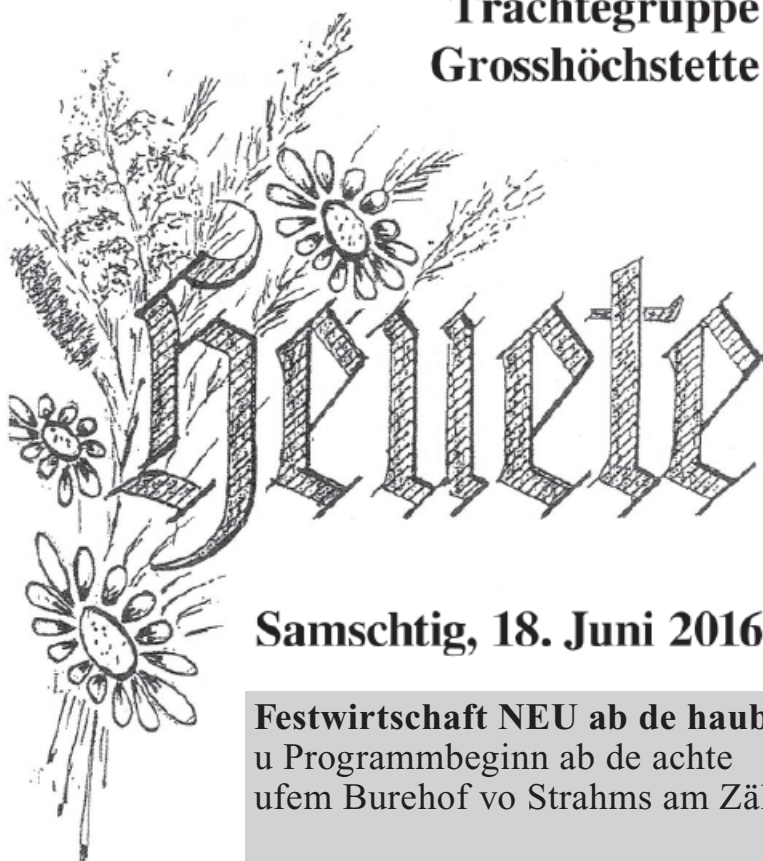 Trachtegruppe
Grosshöchstette
Heuete
Samschtig, 18. Juni 2016
Festwirtschaft NEU ab de
u Programmbeginn ab de achte
ufem Burehof vo Strahms am